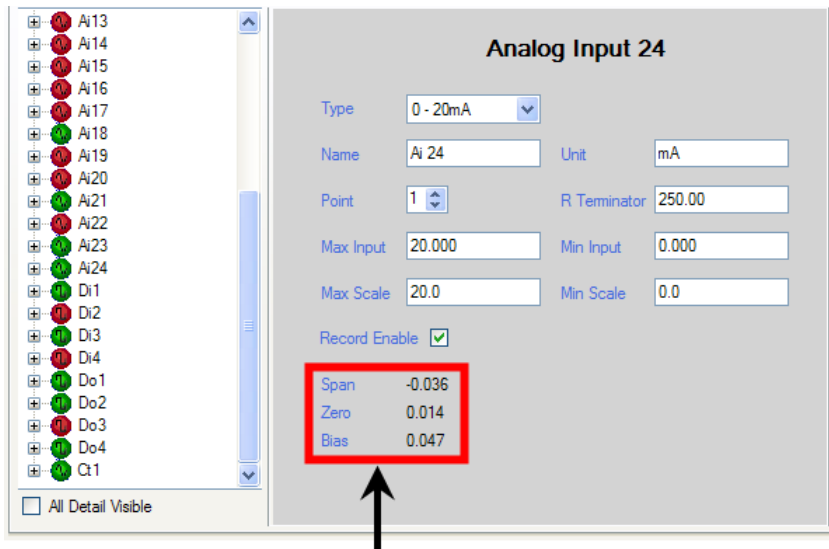 Ai13
Ai14
Ai15
Ai16
Ai17
Ai18
Ai19
Ai20
Ai21
Ai22
Ai23
Ai24
Di1
Di2
Di3
Di4
Do1
Do2
Do3
Do4
Ct1
All Detail Visible
Analog Input 24
Type 0 - 20mA
Name Ai 24 Unit mA
Point 1 R Terminator 250.00
Max Input 20.000 Min Input 0.000
Max Scale 20.0 Min Scale 0.0
Record Enable
Span -0.036
Zero 0.014
Bias 0.047